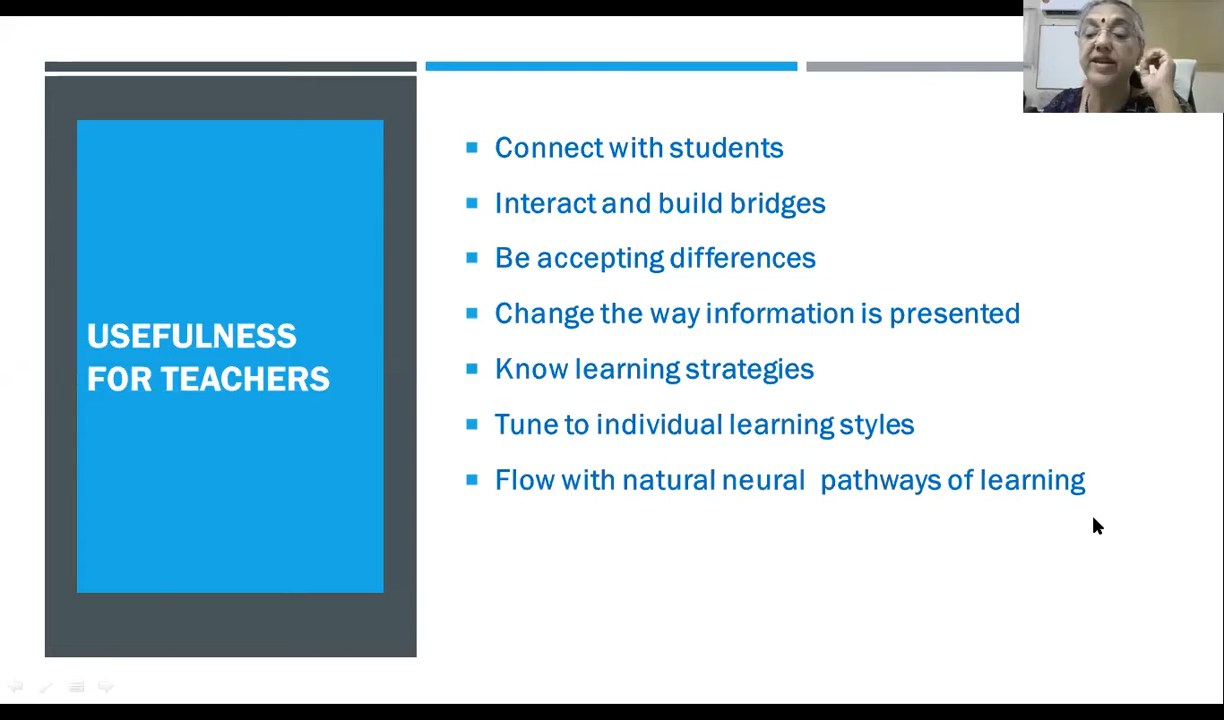 USEFULNESS
FOR TEACHERS
Connect with students
Interact and build bridges
Be accepting differences
Change the way information is presented
Know learning strategies
Tune to individual learning styles
Flow with natural neural pathways of learning